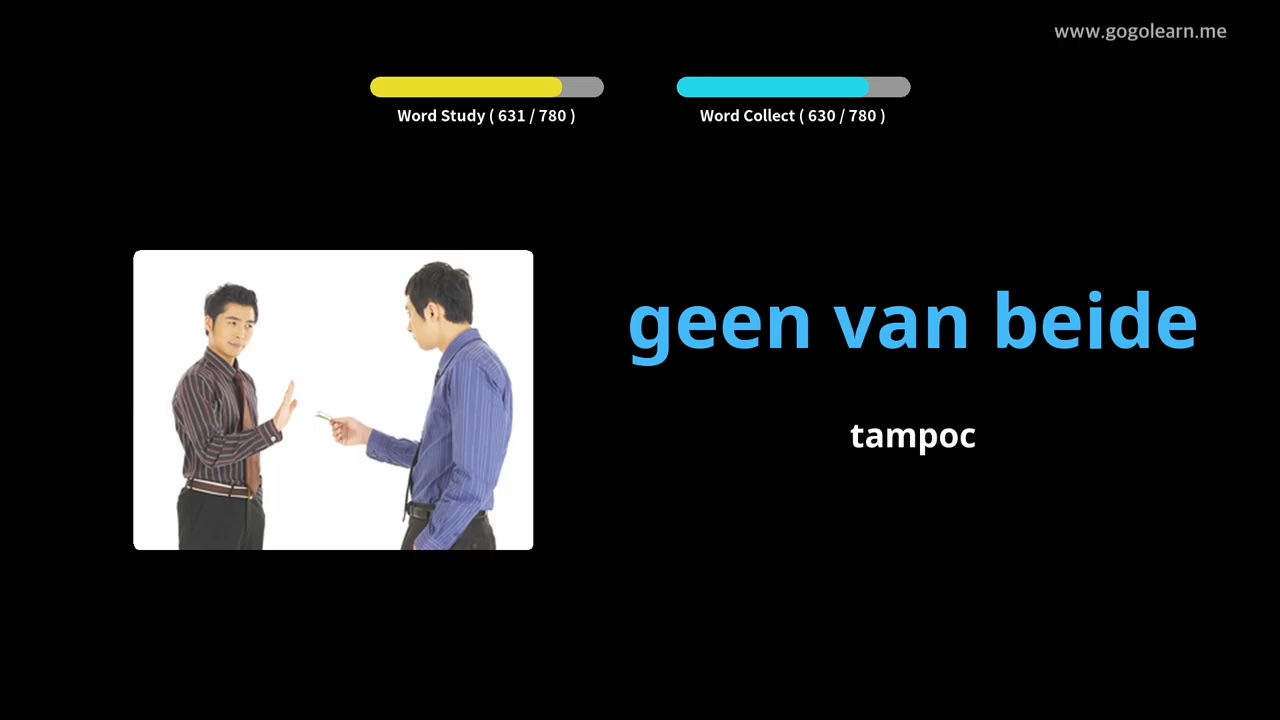 www.gogolearn.me
Word Study ( 631 / 780 )
Word Collect ( 630 / 780 )
geen van beide
tampoc